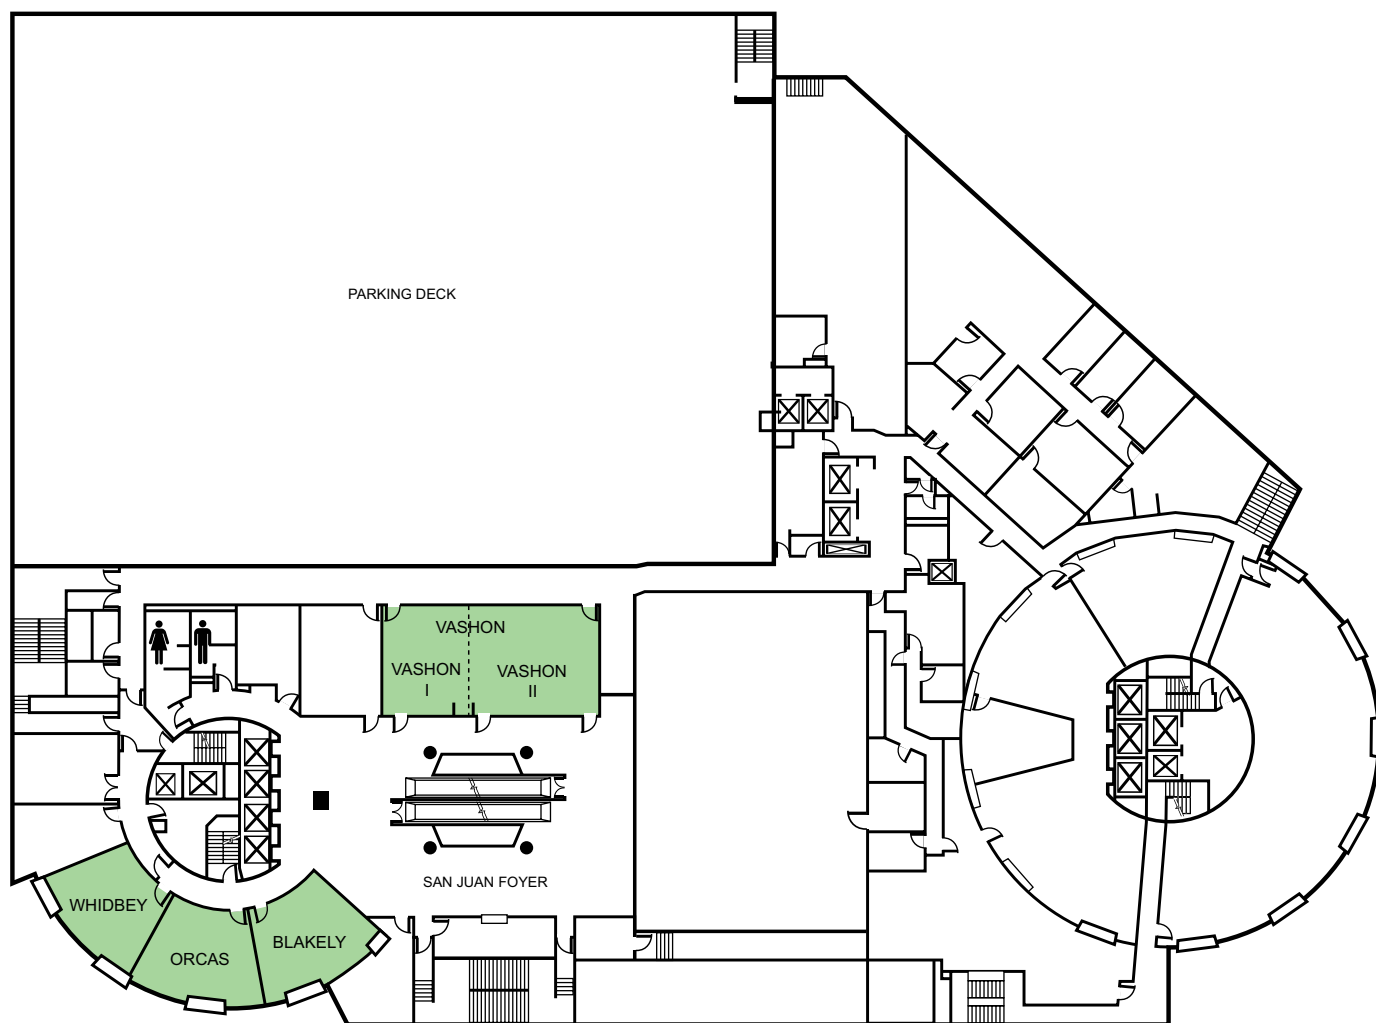 PARKING DECK
VASHON
VASHON
I
VASHON
II
SAN JUAN FOYER
WHIDBEY
ORCAS
BLAKELY